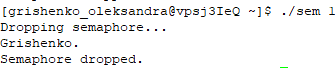 [grishenko_oleksandra@vpsj3IeQ ~]$ ./sem 1
Dropping semaphore...
Grishenko.
Semaphore dropped.